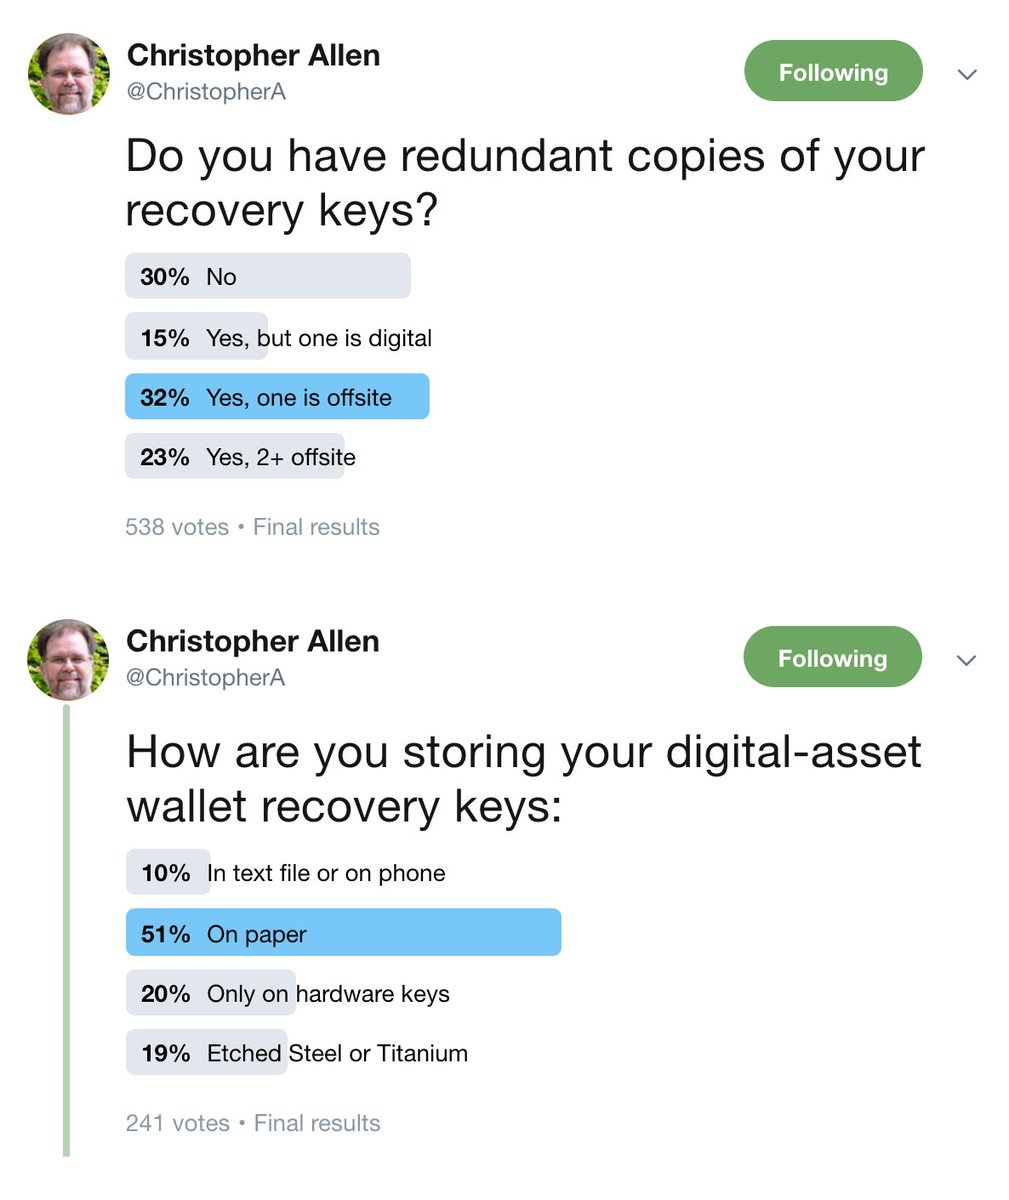 Christopher Allen
@ChristopherA
Following
Do you have redundant copies of your
recovery keys?
30% No
15% Yes, but one is digital
32% Yes, one is offsite
23% Yes, 2+ offsite
538 votes • Final results
Christopher Allen
@ChristopherA
Following
How are you storing your digital-asset
wallet recovery keys:
10% In text file or on phone
51% On paper
20% Only on hardware keys
19% Etched Steel or Titanium
241 votes • Final results